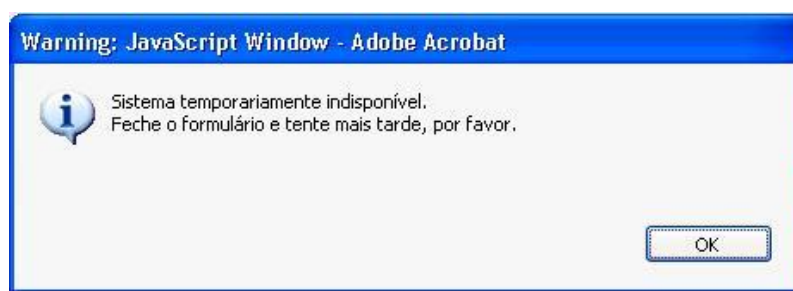 Warning: JavaScript Window - Adobe Acrobat
Sistema temporariamente indisponível.
Feche o formulário e tente mais tarde, por favor.
OK